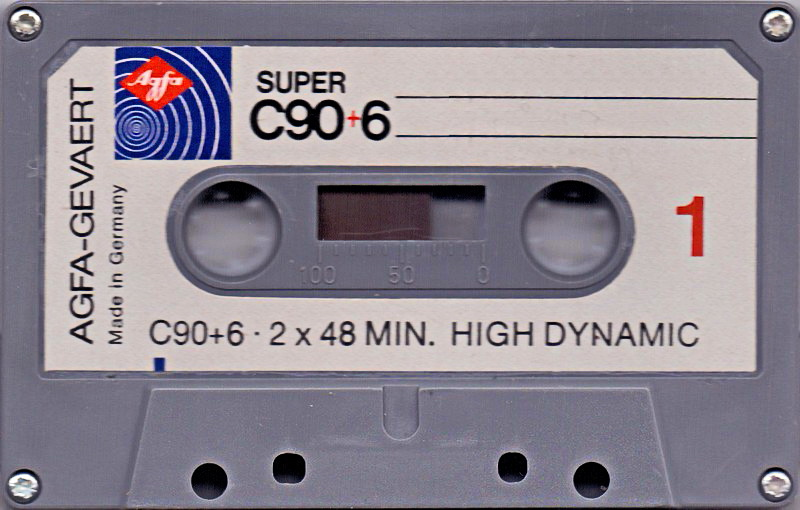 AGFA-GEVAERT
Made in Germany
Agfa
SUPER
C90+6
1
100 50 0
C90+6 · 2 x 48 MIN. HIGH DYNAMIC